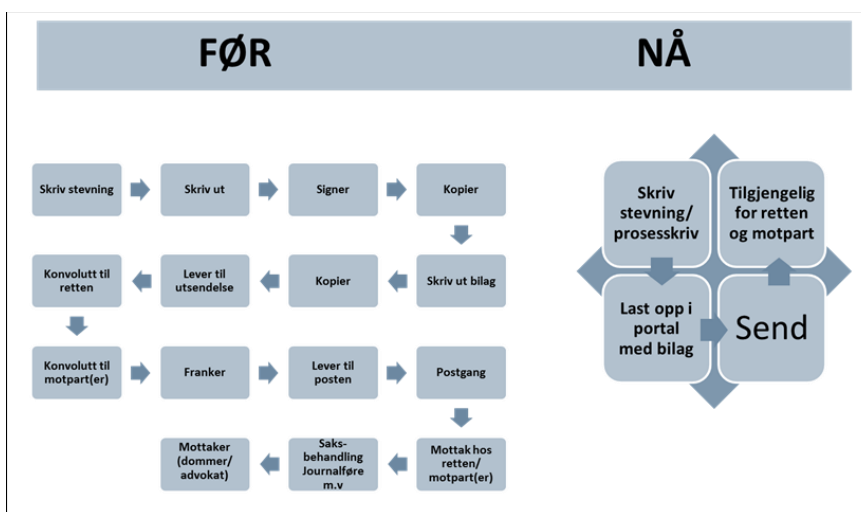 FØR
NÅ
Skriv stevning
Skriv ut
Signer
Kopier
Skriv ut bilag
Kopier
Lever til
utsendelse
Konvolutt til
retten
Konvolutt til
motpart(er)
Franker
Lever til
posten
Postgang
Mottak hos
retten/
motpart(er)
Saks-
behandling
Journalføre
m.v
Mottaker
(dommer/
advokat)
Skriv
stevning/
prosesskriv
Last opp i
portal
med bilag
Send
Tilgjengelig
for retten
og motpart